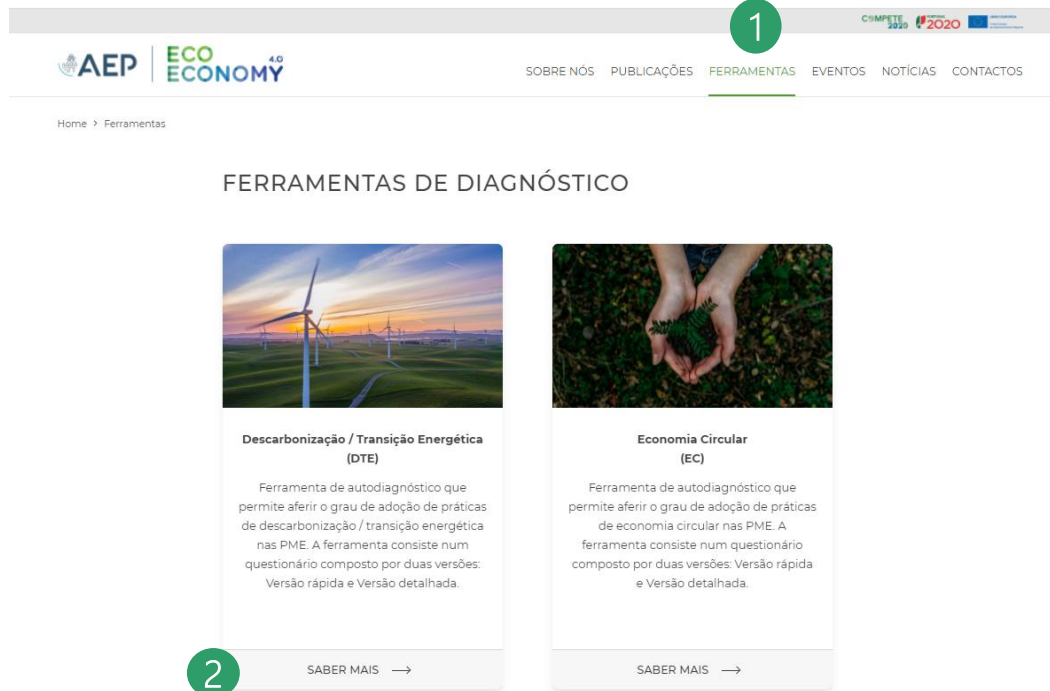 1
COMPETE 2020 PORTUGAL 2020 UNIÃO EUROPEIA
AEP ECO ECONOMY 4.0
SOBRE NÓS PUBLICAÇÕES FERRAMENTAS EVENTOS NOTÍCIAS CONTACTOS
Home > Ferramentas
FERRAMENTAS DE DIAGNÓSTICO
Descarbonização / Transição Energética
(DTE)
Ferramenta de autodiagnóstico que
permite aferir o grau de adoção de práticas
de descarbonização / transição energética
nas PME. A ferramenta consiste num
questionário composto por duas versões:
Versão rápida e Versão detalhada.
2
SABER MAIS →
Economia Circular
(EC)
Ferramenta de autodiagnóstico que
permite aferir o grau de adoção de práticas
de economia circular nas PME. A
ferramenta consiste num questionário
composto por duas versões: Versão rápida
e Versão detalhada.
SABER MAIS →